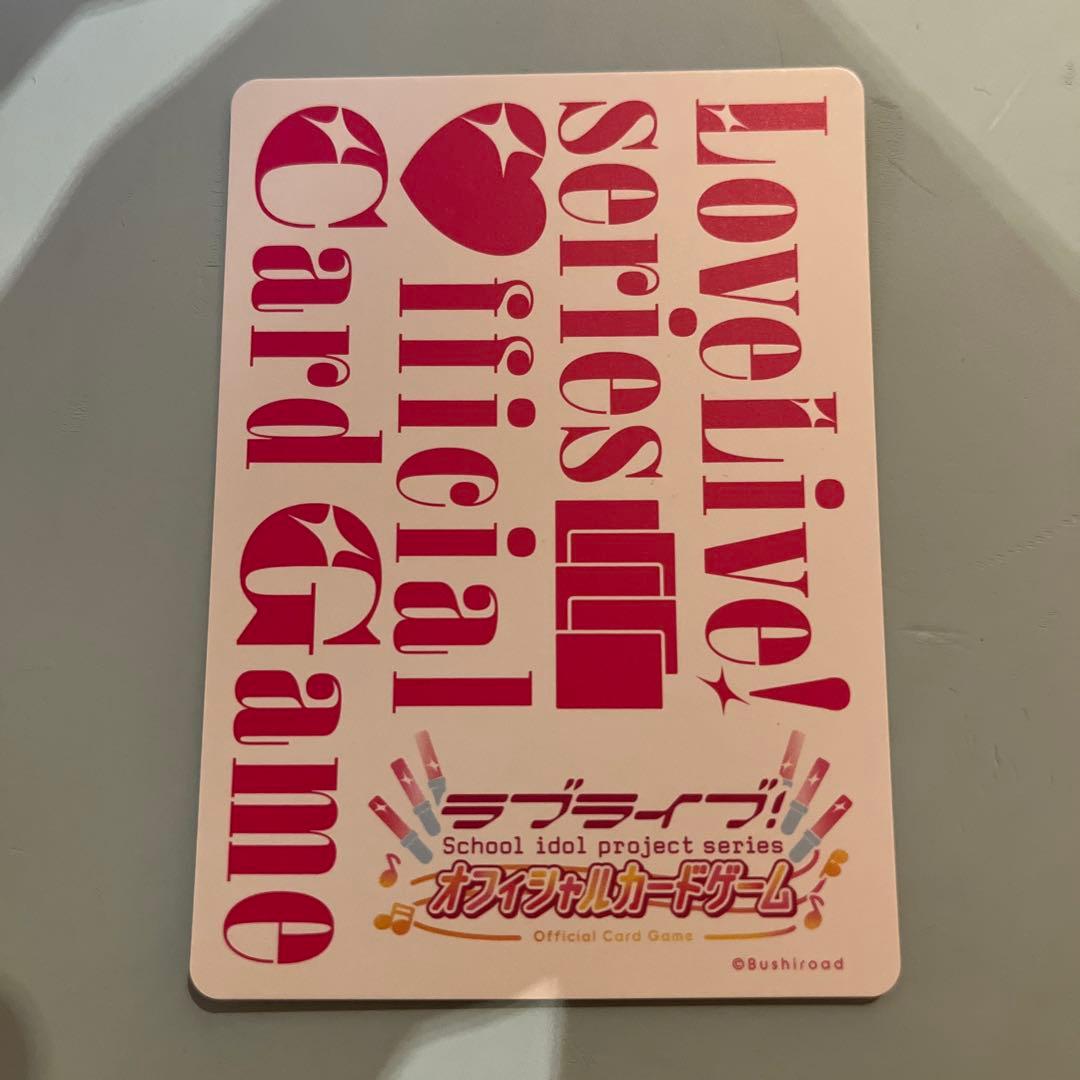 LoveLive!
series
Official
Card Game
ラブライブ!
School idol project series
オフィシャルカードゲーム
Official Card Game
©Bushiroad